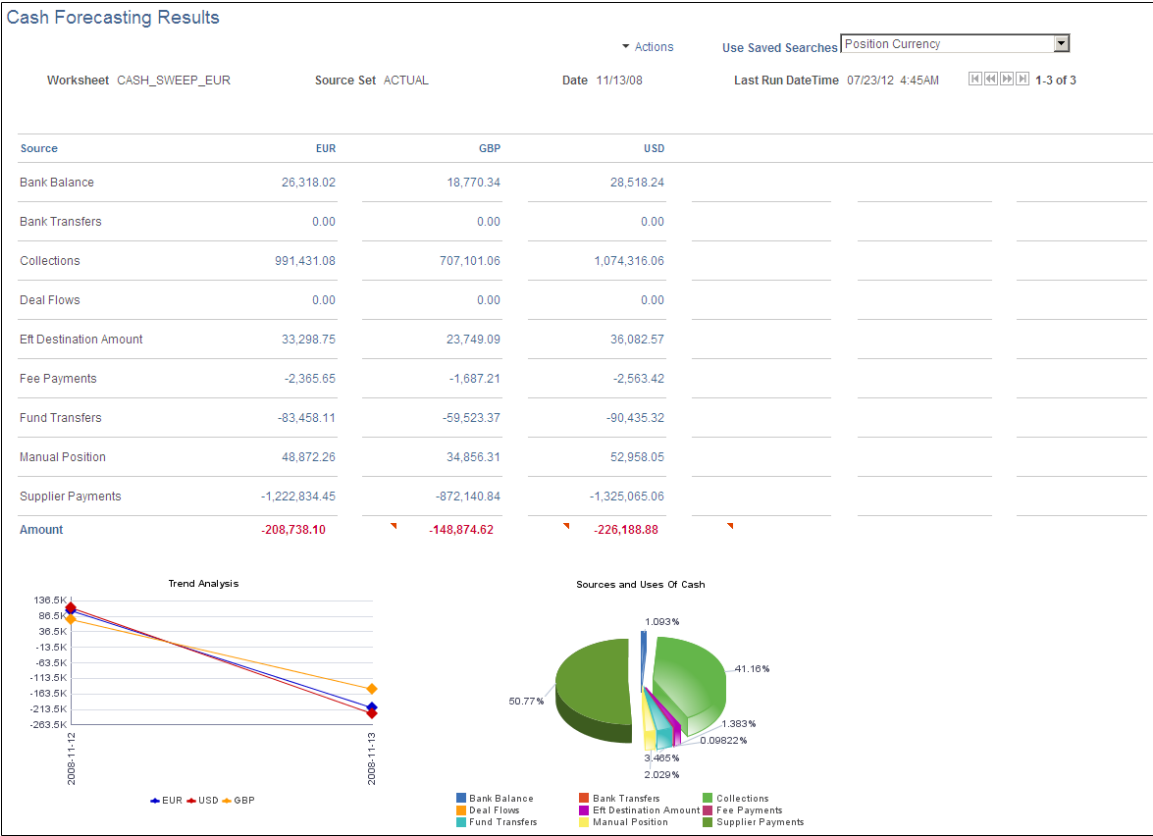 Cash Forecasting Results
Actions Use Saved Searches Position Currency
Worksheet CASH_SWEEP_EUR Source Set ACTUAL Date 11/13/08 Last Run DateTime 07/23/12 4:45AM 1-3 of 3
Source EUR GBP USD
Bank Balance 26,318.02 18,770.34 28,518.24
Bank Transfers 0.00 0.00 0.00
Collections 991,431.08 707,101.06 1,074,316.06
Deal Flows 0.00 0.00 0.00
Eft Destination Amount 33,298.75 23,749.09 36,082.57
Fee Payments -2,365.65 -1,687.21 -2,563.42
Fund Transfers -83,458.11 -59,523.37 -90,435.32
Manual Position 48,872.26 34,856.31 52,958.05
Supplier Payments -1,222,834.45 -872,140.84 -1,325,065.06
Amount -208,738.10 -148,874.62 -226,188.88
Trend Analysis
136.5K
86.5K
36.5K
-13.5K
-63.5K
-113.5K
-163.5K
-213.5K
-263.5K
2008-11-12
2008-11-13
EUR USD GBP
Sources and Uses Of Cash
1.093%
41.16%
50.77%
1.383%
0.09822%
3.465%
2.029%
Bank Balance Bank Transfers Collections
Deal Flows Eft Destination Amount Fee Payments
Fund Transfers Manual Position Supplier Payments